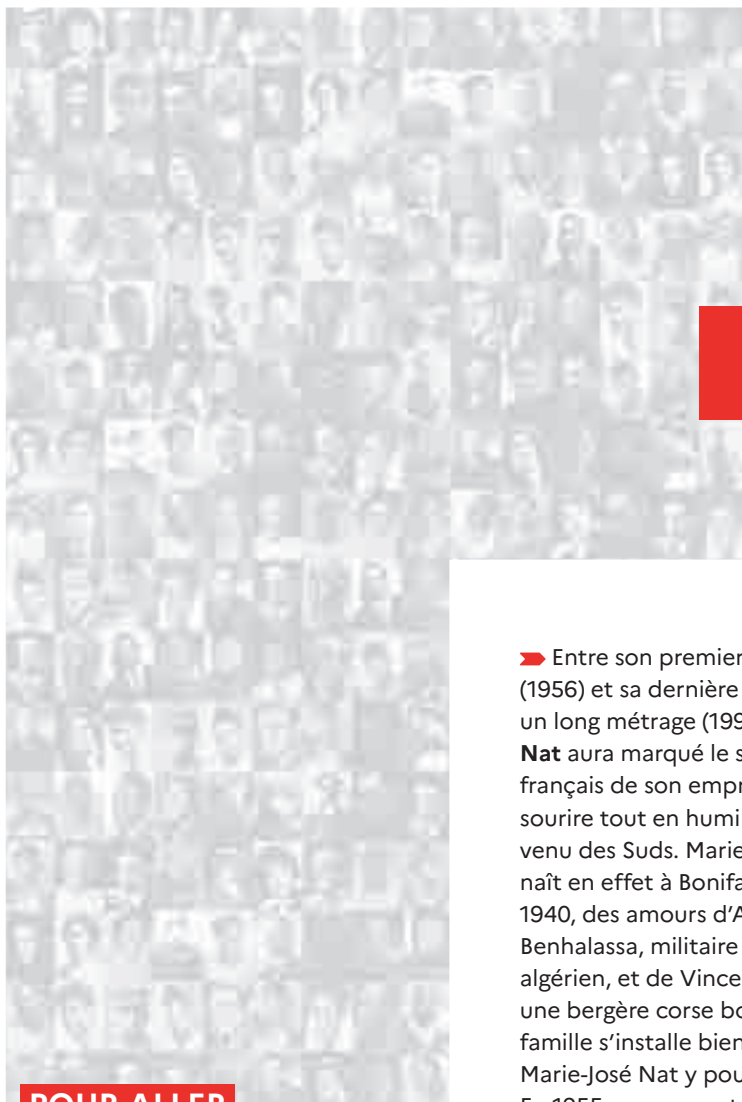 Entre son premier
(1956) et sa dernière
un long métrage (199
Nat aura marqué le s
français de son empr
sourire tout en humi
venu des Suds. Marie
naît en effet à Bonifa
1940, des amours d'A
Benhalassa, militaire
algérien, et de Vince
une bergère corse bo
famille s'installe bien
Marie-José Nat y pou
POUR ALLER